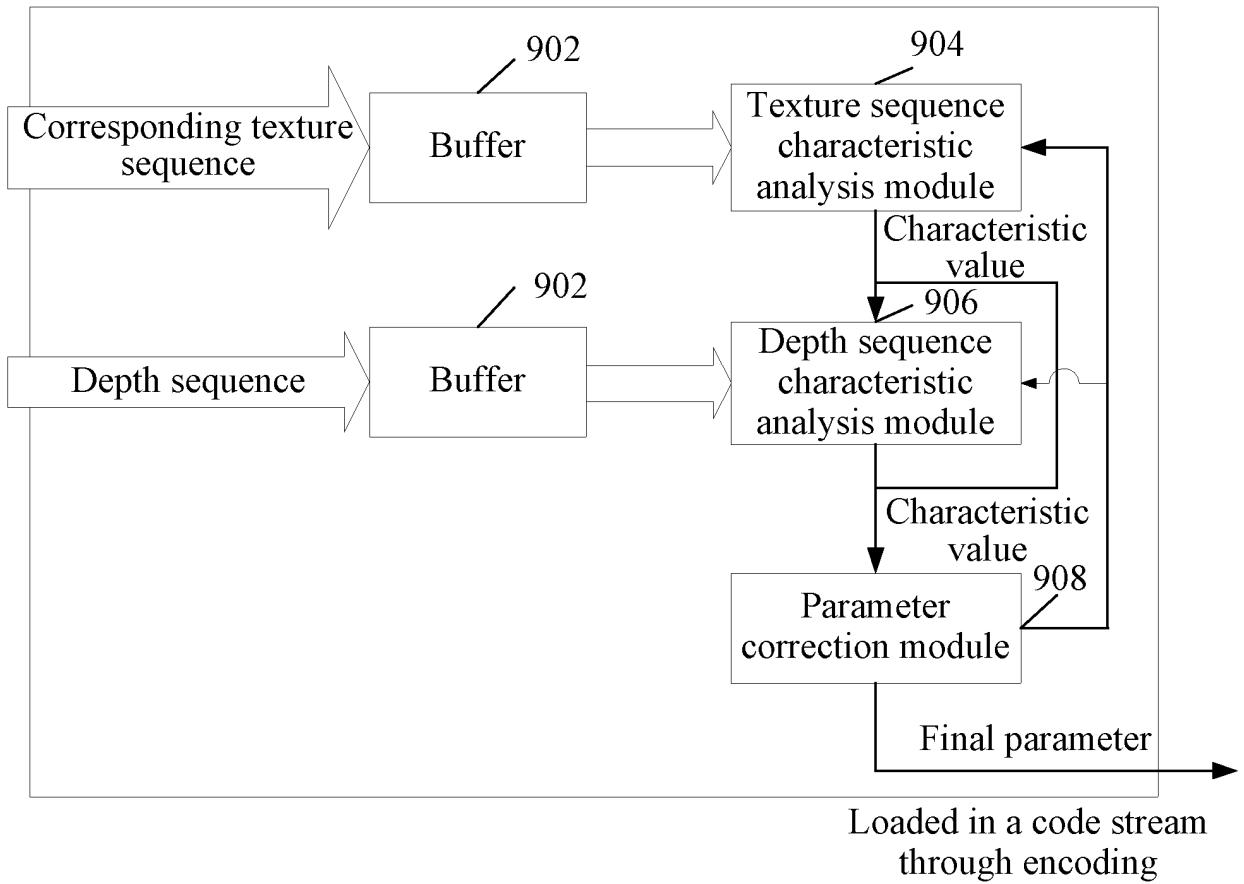 902
904
Corresponding texture
sequence
Buffer
Texture sequence
characteristic
analysis module
Characteristic
value
902
906
Depth sequence
Buffer
Depth sequence
characteristic
analysis module
Characteristic
value
908
Parameter
correction module
Final parameter
Loaded in a code stream
through encoding